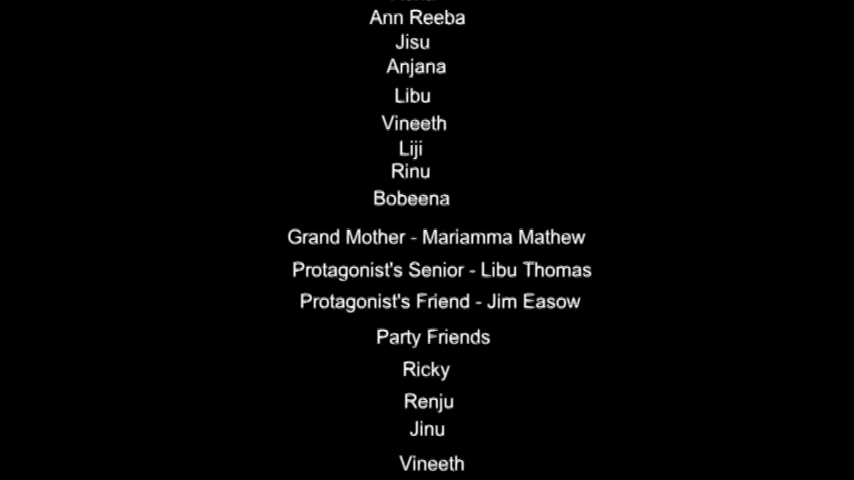 Ann Reeba
Jisu
Anjana
Libu
Vineeth
Liji
Rinu
Bobeena
Grand Mother - Mariamma Mathew
Protagonist's Senior - Libu Thomas
Protagonist's Friend - Jim Easow
Party Friends
Ricky
Renju
Jinu
Vineeth